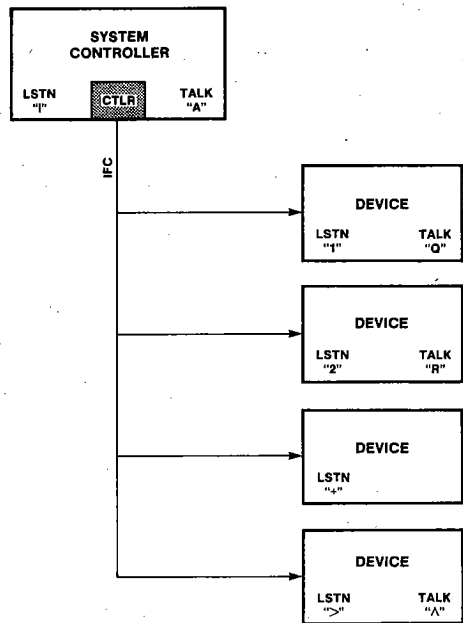 SYSTEM
CONTROLLER
LSTN CTLR TALK
"I" "A"
IFC
DEVICE
LSTN TALK
"1" "Q"
DEVICE
LSTN TALK
"2" "R"
DEVICE
LSTN
"+"
DEVICE
LSTN TALK
">" "Λ"